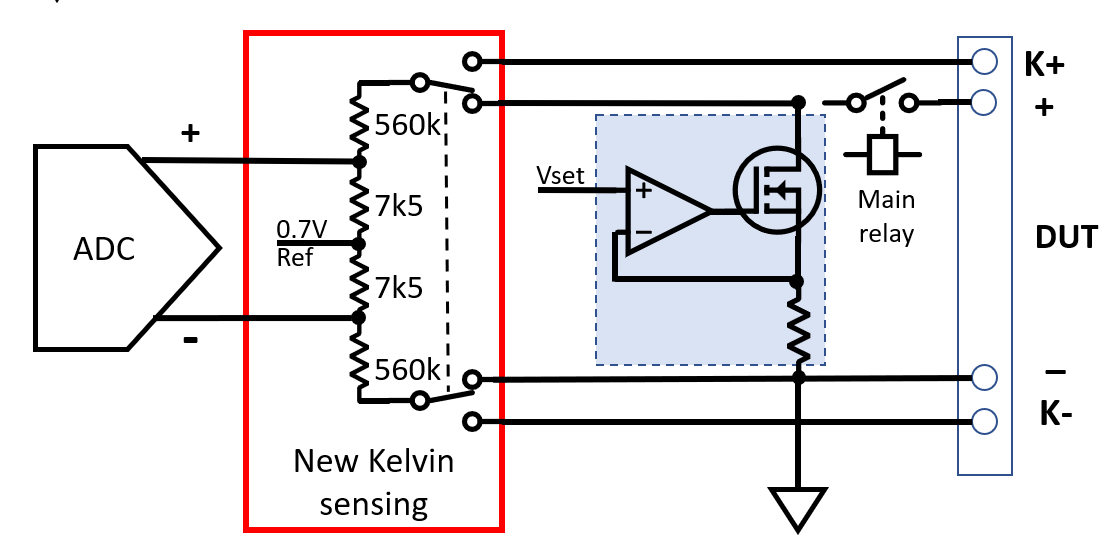 K+
+
560k
+
7k5
Vset
+
Main
relay
0.7V
Ref
ADC
DUT
−
7k5
-
560k
−
K-
New Kelvin
sensing